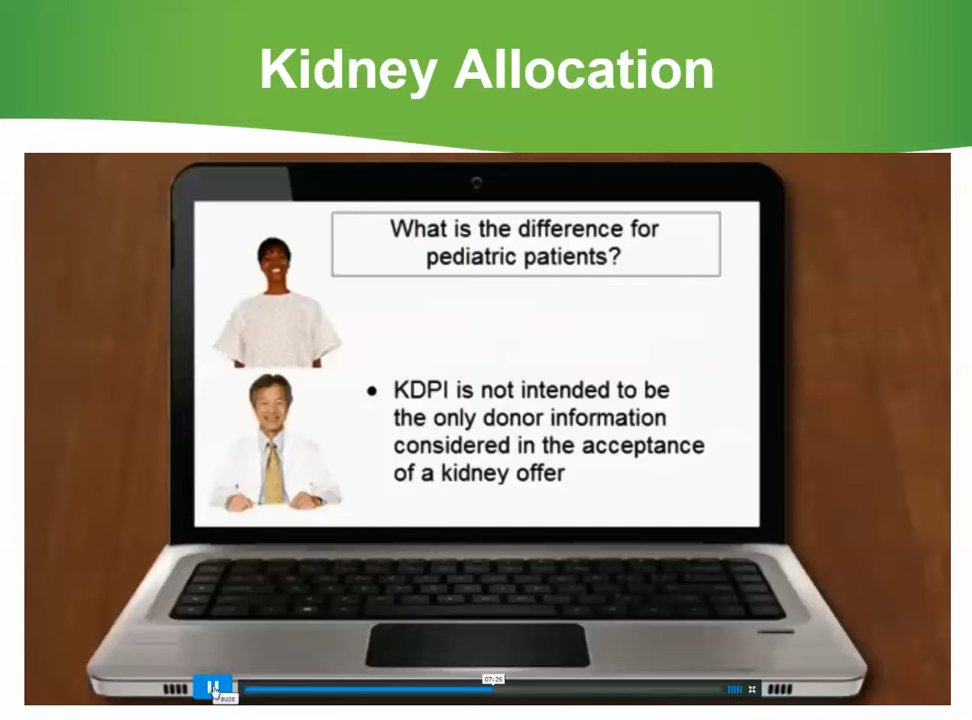 Kidney Allocation
What is the difference for
pediatric patients?
• KDPI is not intended to be
the only donor information
considered in the acceptance
of a kidney offer
07:26
ause